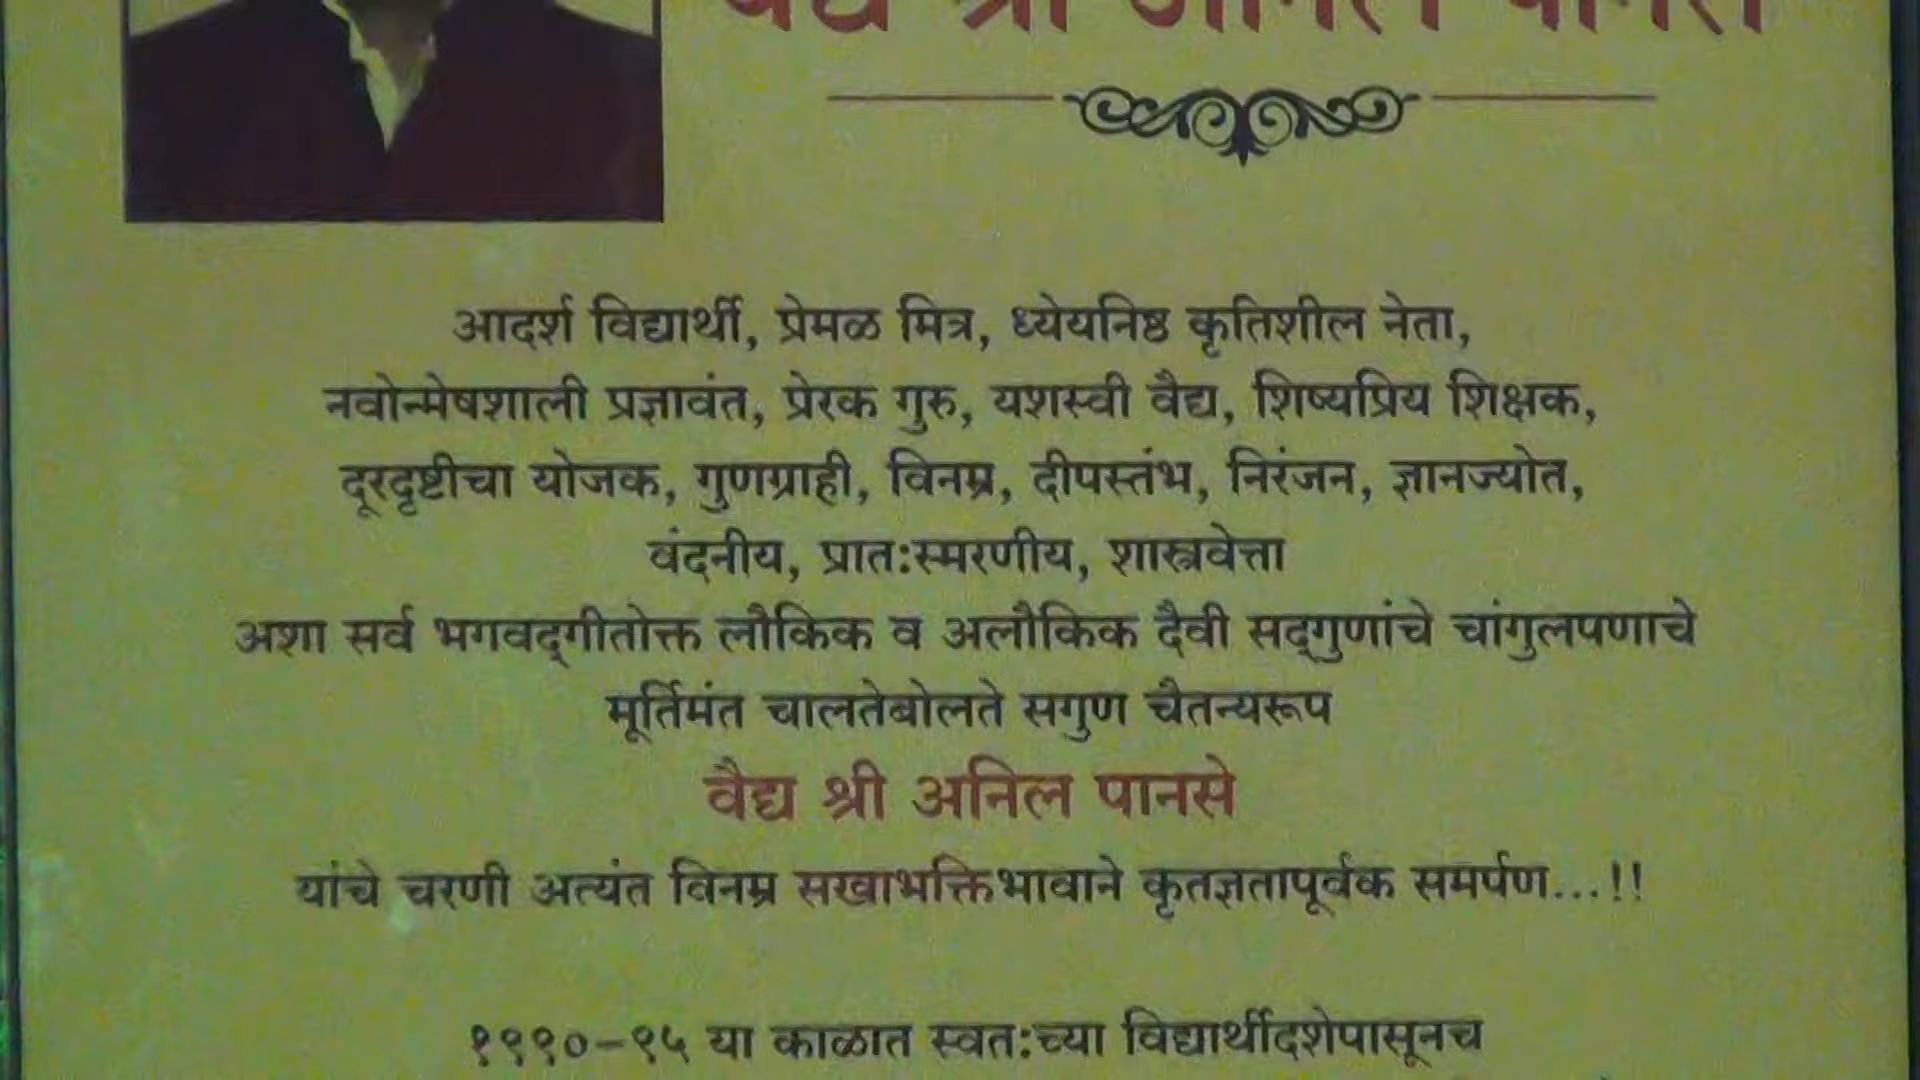 वैद्य श्री अनिल पानसे
आदर्श विद्यार्थी, प्रेमळ मित्र, ध्येयनिष्ठ कृतिशील नेता,
नवोन्मेषशाली प्रज्ञावंत, प्रेरक गुरु, यशस्वी वैद्य, शिष्यप्रिय शिक्षक,
दूरदृष्टीचा योजक, गुणग्राही, विनम्र, दीपस्तंभ, निरंजन, ज्ञानज्योत,
वंदनीय, प्रात:स्मरणीय, शास्त्रवेत्ता
अशा सर्व भगवद्‌गीतोक्त लौकिक व अलौकिक दैवी सद्‌गुणांचे चांगुलपणाचे
मूर्तिमंत चालतेबोलते सगुण चैतन्यरूप
वैद्य श्री अनिल पानसे
यांचे चरणी अत्यंत विनम्र सखाभक्तिभावाने कृतज्ञतापूर्वक समर्पण...!!
१९९०-९५ या काळात स्वत:च्या विद्यार्थीदशेपासूनच